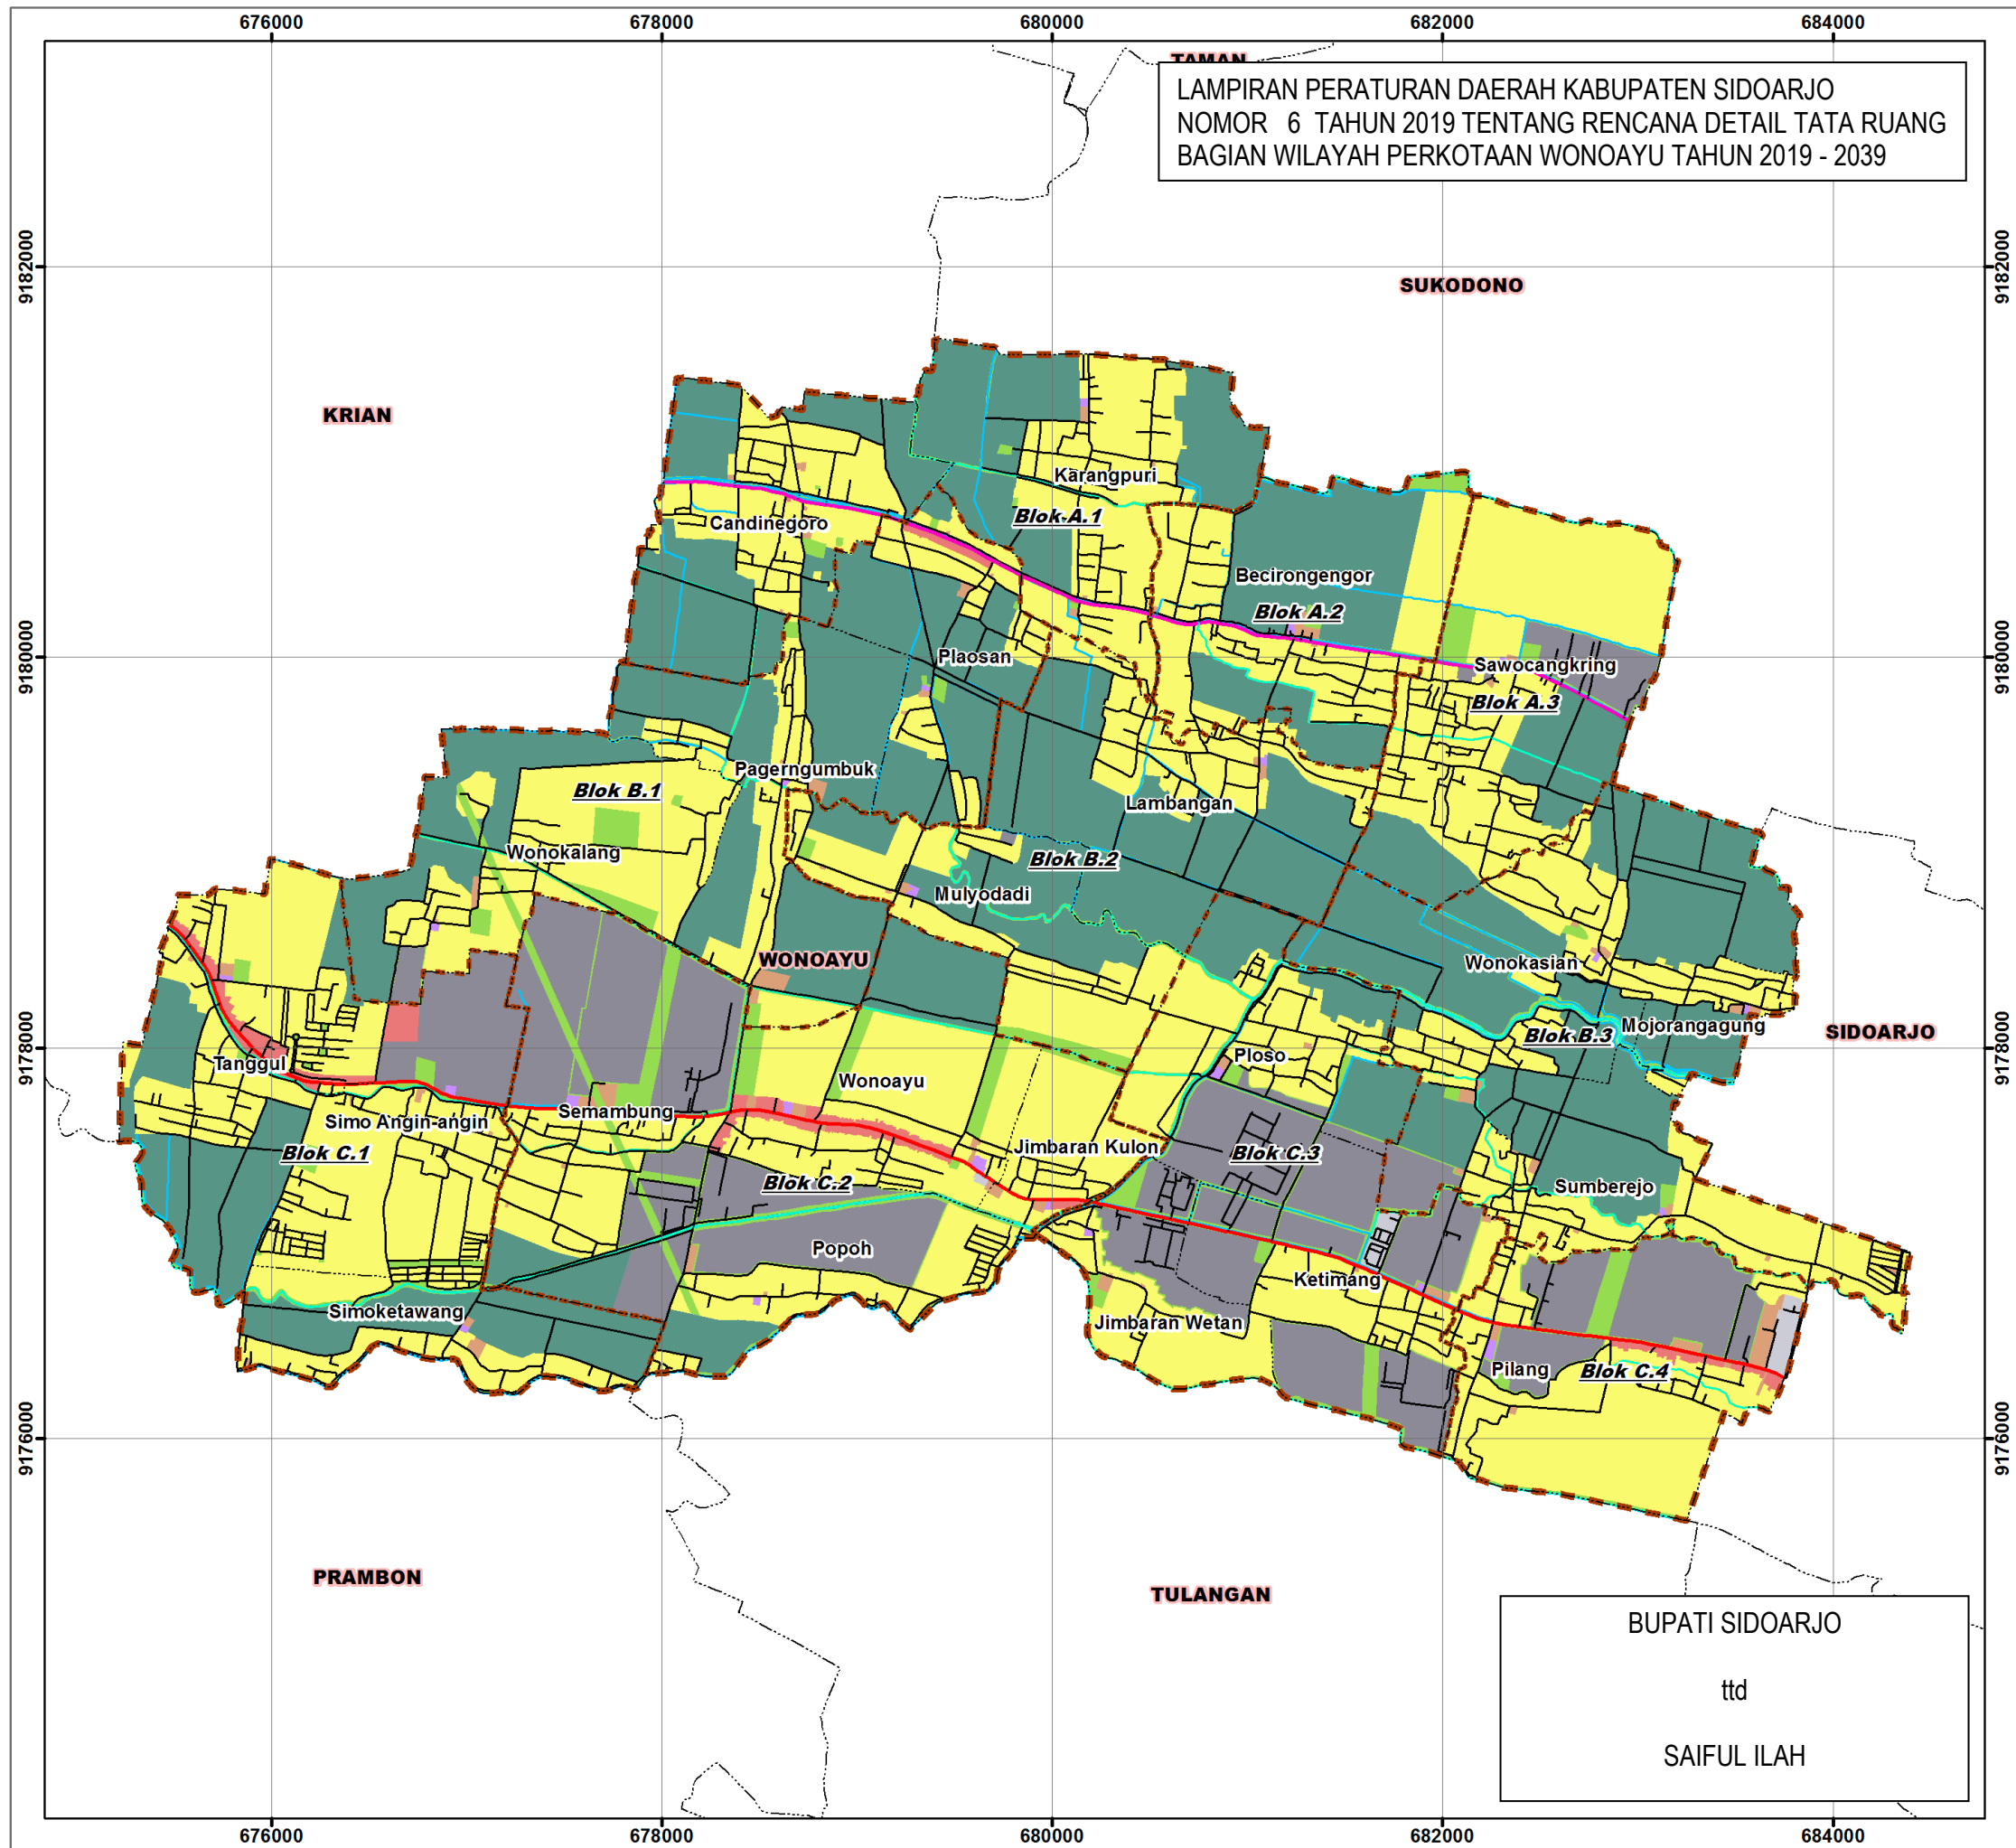 676000
678000
680000
682000
684000
TAMAN
LAMPIRAN PERATURAN DAERAH KABUPATEN SIDOARJO
NOMOR 6 TAHUN 2019 TENTANG RENCANA DETAIL TATA RUANG
BAGIAN WILAYAH PERKOTAAN WONOAYU TAHUN 2019 - 2039
9182000
9182000
SUKODONO
KRIAN
Karangpuri
Blok A.1
Candinegoro
Becirongengor
Blok A.2
9180000
Plaosan
Sawocangkring
Blok A.3
9180000
Pagerngumbuk
Blok B.1
Lambangan
Wonokalang
Blok B.2
Mulyodadi
WONOAYU
Wonokasian
Mojorangagung
SIDOARJO
Blok B.3
9178000
9178000
Ploso
Tanggul
Wonoayu
Semambung
Simo Angin-angin
Jimbaran Kulon
Blok C.1
Blok C.3
Blok C.2
Sumberejo
Popoh
Ketimang
Simoketawang
Jimbaran Wetan
Pilang
Blok C.4
9176000
9176000
PRAMBON
TULANGAN
BUPATI SIDOARJO
ttd
SAIFUL ILAH
676000
678000
680000
682000
684000